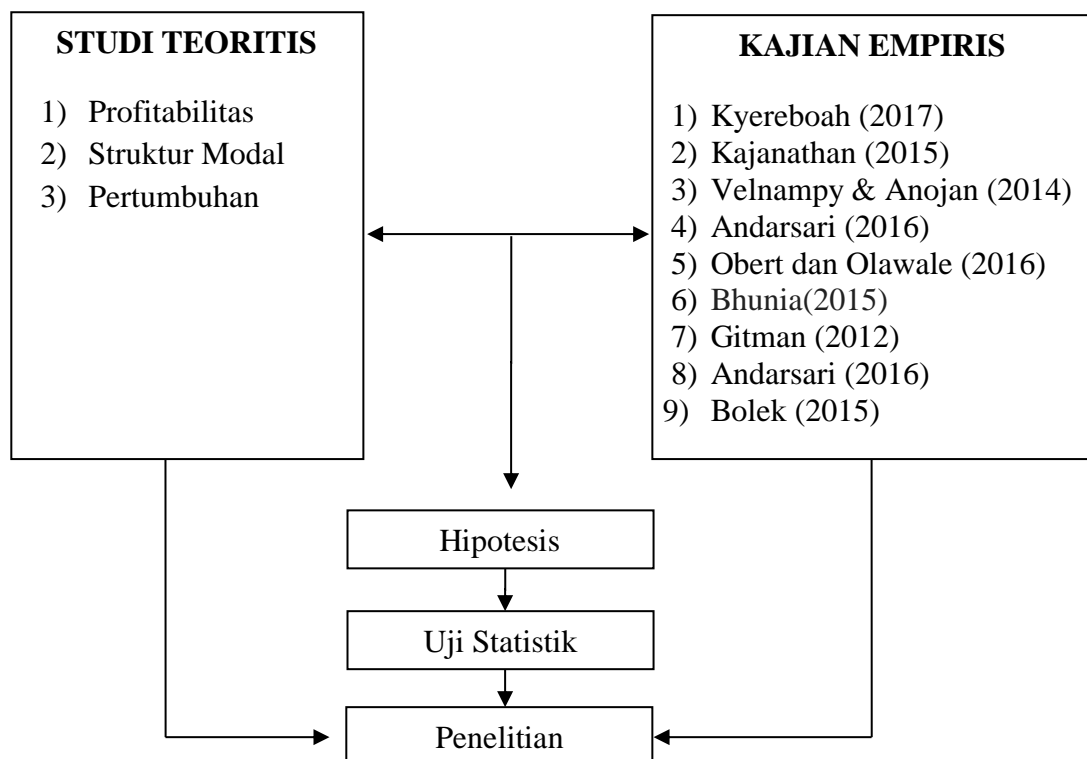 STUDI TEORITIS
1) Profitabilitas
2) Struktur Modal
3) Pertumbuhan
KAJIAN EMPIRIS
1) Kyereboah (2017)
2) Kajanathan (2015)
3) Velnampy & Anojan (2014)
4) Andarsari (2016)
5) Obert dan Olawale (2016)
6) Bhunia(2015)
7) Gitman (2012)
8) Andarsari (2016)
9) Bolek (2015)
Hipotesis
Uji Statistik
Penelitian